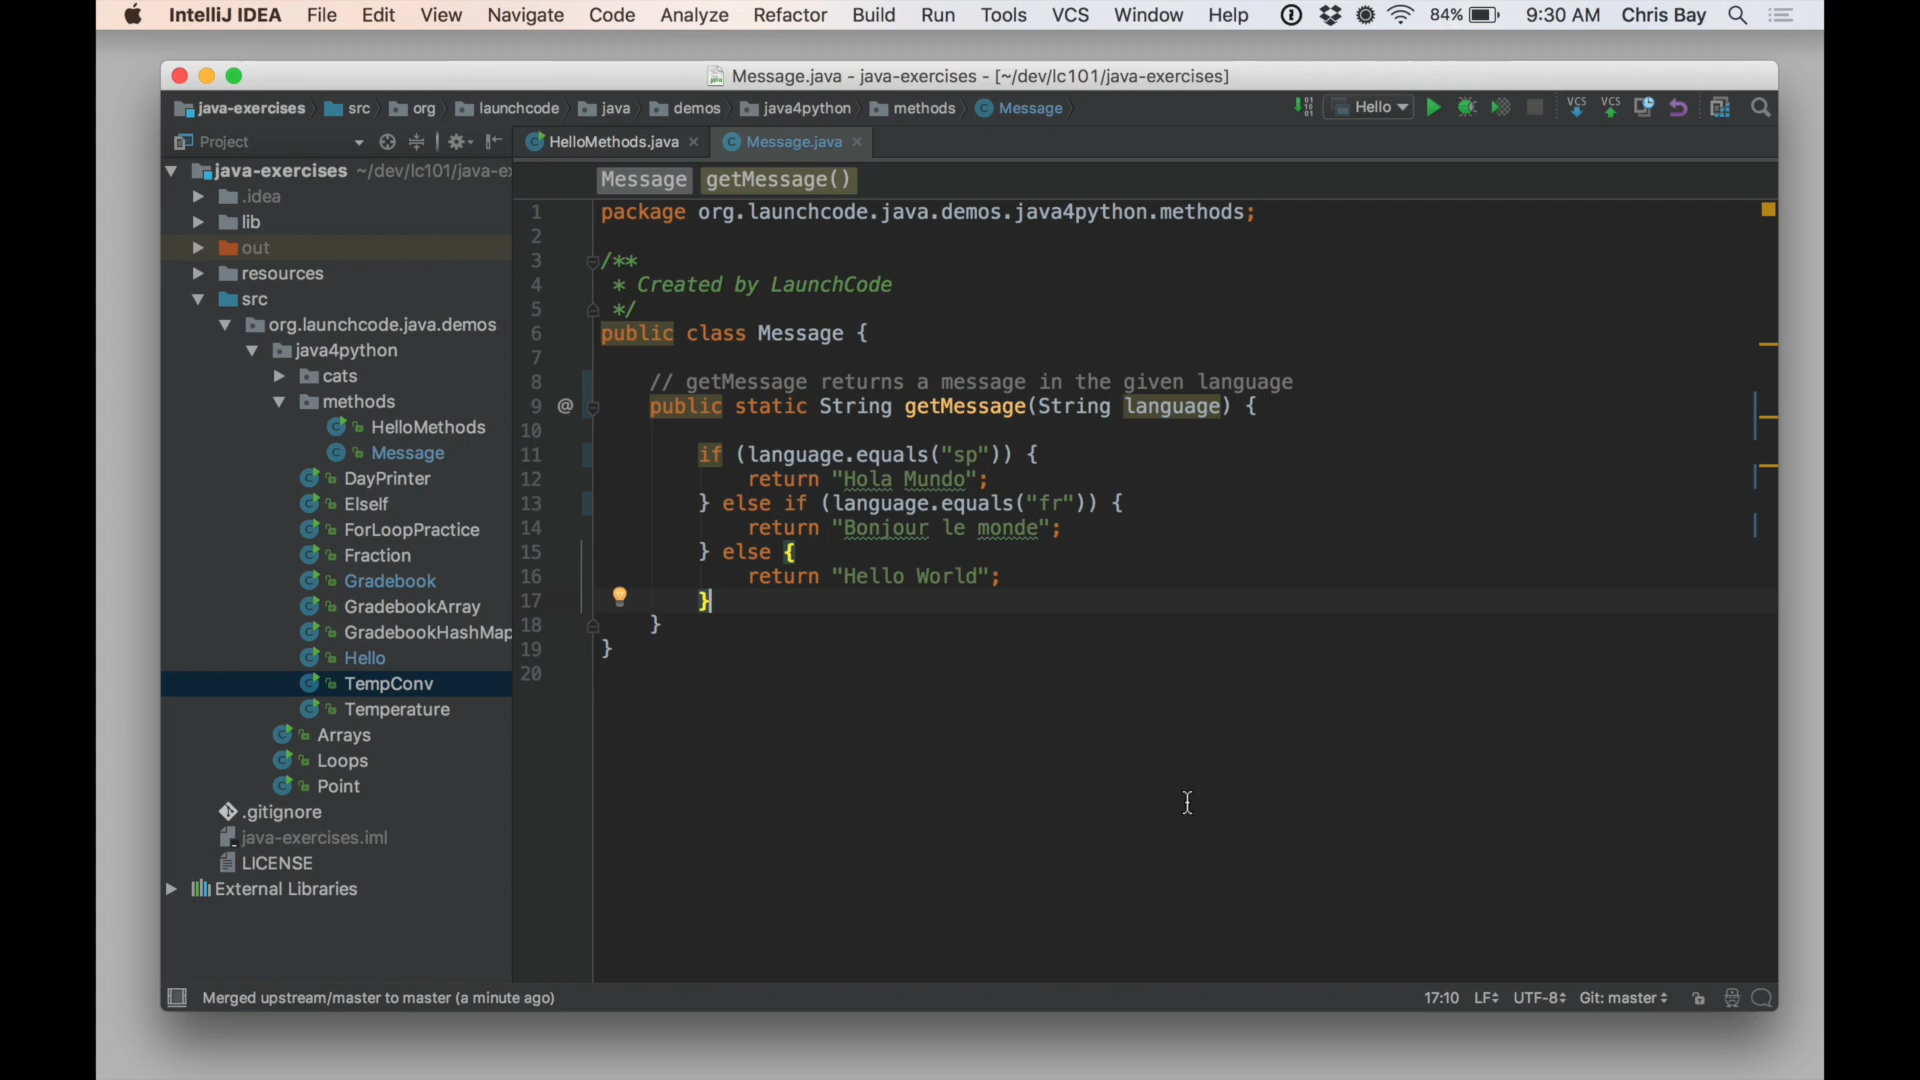 IntelliJ IDEA File Edit View Navigate Code Analyze Refactor Build Run Tools VCS Window Help 84% 9:30 AM Chris Bay
Message.java - java-exercises - [~/dev/lc101/java-exercises]
java-exercises src org launchcode java demos java4python methods Message Hello VCS VCS
Project HelloMethods.java Message.java
java-exercises ~/dev/lc101/java-ex
.idea
lib
out
resources
src
org.launchcode.java.demos
java4python
cats
methods
HelloMethods
Message
DayPrinter
ElseIf
ForLoopPractice
Fraction
Gradebook
GradebookArray
GradebookHashMap
Hello
TempConv
Temperature
Arrays
Loops
Point
.gitignore
java-exercises.iml
LICENSE
External Libraries
Message getMessage()
1 package org.launchcode.java.demos.java4python.methods;
2
3 /**
4 * Created by LaunchCode
5 */
6 public class Message {
7
8 // getMessage returns a message in the given language
9 @ public static String getMessage(String language) {
10
11 if (language.equals("sp")) {
12 return "Hola Mundo";
13 } else if (language.equals("fr")) {
14 return "Bonjour le monde";
15 } else {
16 return "Hello World";
17 }
18 }
19 }
20
Merged upstream/master to master (a minute ago) 17:10 LF UTF-8 Git: master